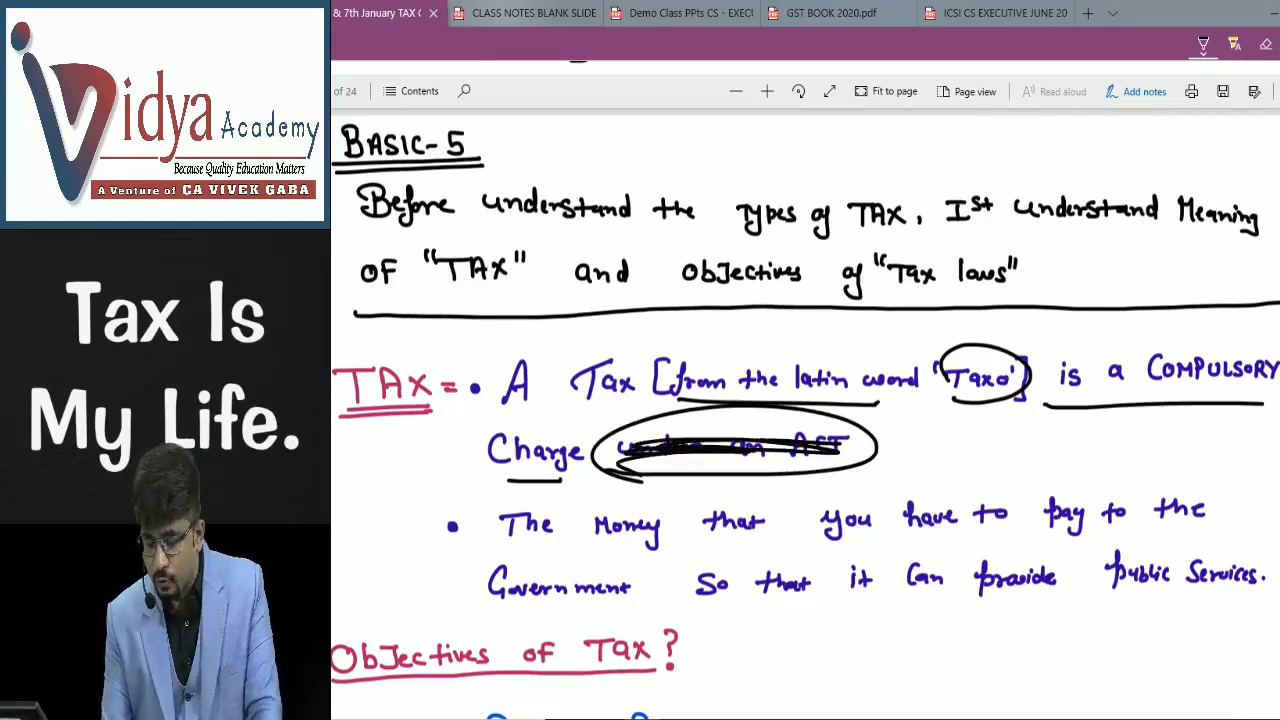 & 7th January TAX C
CLASS NOTES BLANK SLIDE
Demo Class PPts CS - EXECU
GST BOOK 2020.pdf
ICSI CS EXECUTIVE JUNE 20
of 24
Contents
Fit to page
Page view
Read aloud
Add notes
Vidya Academy
Because Quality Education Matters
A Venture of CA VIVEK GABA
Tax Is
My Life.
BASIC-5
Before understand the Types of TAX, Ist understand Meaning
OF "TAX" and objectives of "Tax laws"
TAX = • A Tax [from the latin word 'Taxo'] is a COMPULSORY
Charge under an ACT
• The Money that you have to pay to the
Government So that it Can provide public Services.
Objectives of Tax?